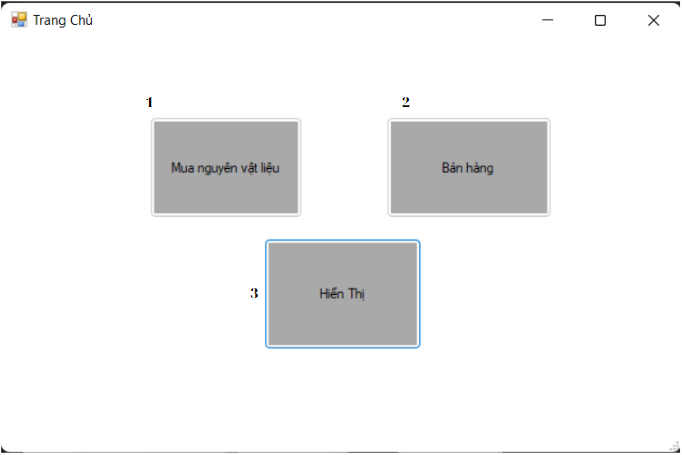 Trang Chủ
1
2
Mua nguyên vật liệu
Bán hàng
3
Hiển Thị